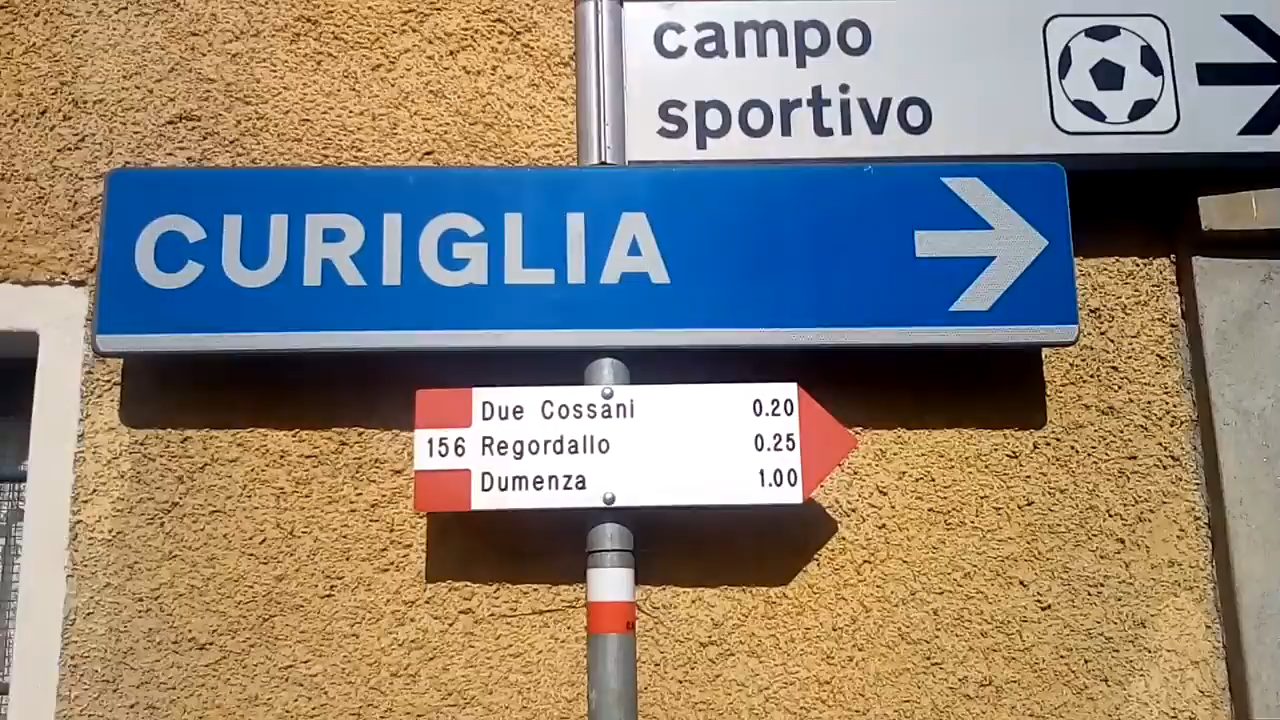 campo
sportivo
CURIGLIA
Due Cossani 0.20
156 Regordallo 0.25
Dumenza 1.00